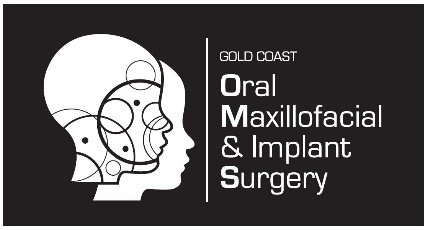 GOLD COAST
Oral
Maxillofacial
& Implant
Surgery